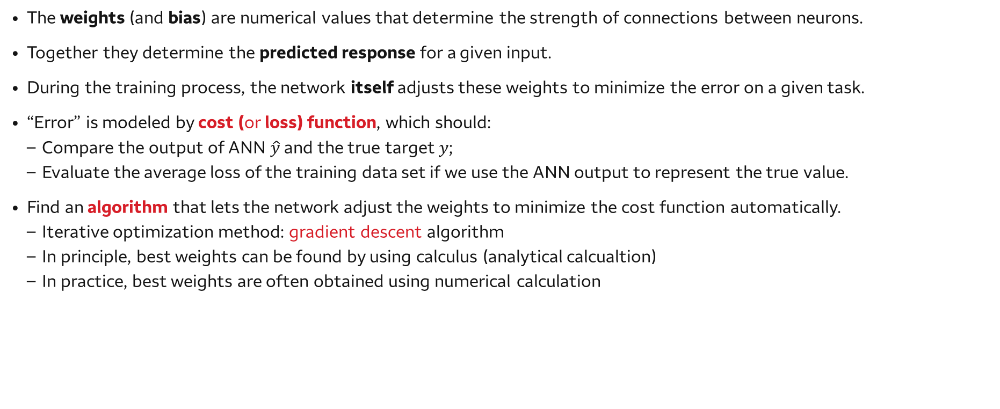 • The weights (and bias) are numerical values that determine the strength of connections between neurons.
• Together they determine the predicted response for a given input.
• During the training process, the network itself adjusts these weights to minimize the error on a given task.
• “Error” is modeled by cost (or loss) function, which should:
– Compare the output of ANN ŷ and the true target y;
– Evaluate the average loss of the training data set if we use the ANN output to represent the true value.
• Find an algorithm that lets the network adjust the weights to minimize the cost function automatically.
– Iterative optimization method: gradient descent algorithm
– In principle, best weights can be found by using calculus (analytical calcualtion)
– In practice, best weights are often obtained using numerical calculation